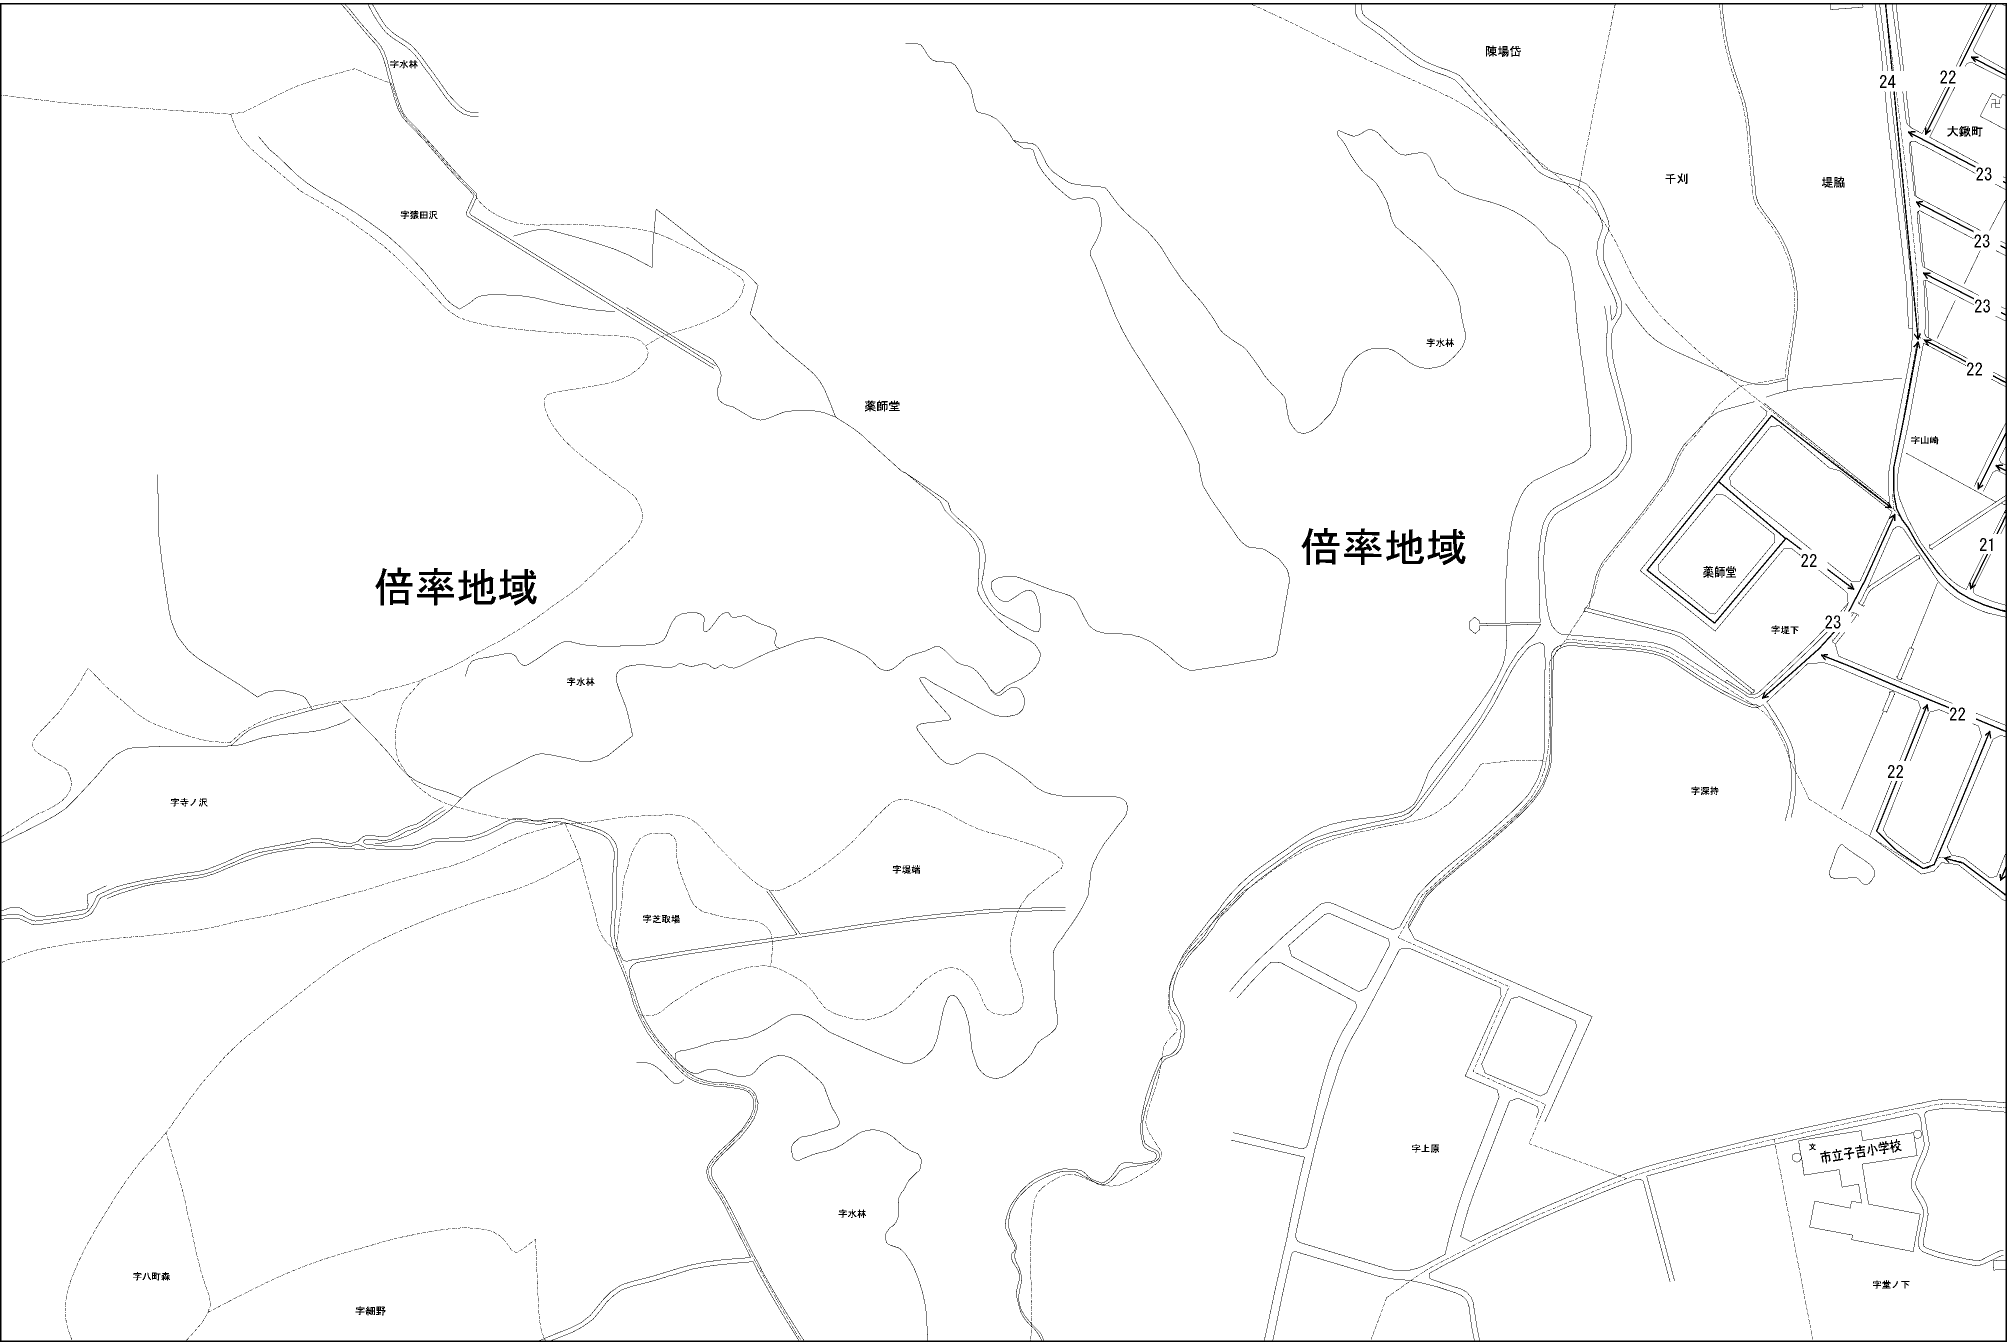 陳場岱
字水林
24
22
大鍬町
23
千刈
堤脇
字猿田沢
23
23
字水林
22
薬師堂
字山崎
倍率地域
倍率地域
21
22
薬師堂
23
字堤下
字水林
22
22
字深持
字寺ノ沢
字堤端
字芝取場
文
市立子吉小学校
字上原
字水林
字八町森
字細野
字堂ノ下